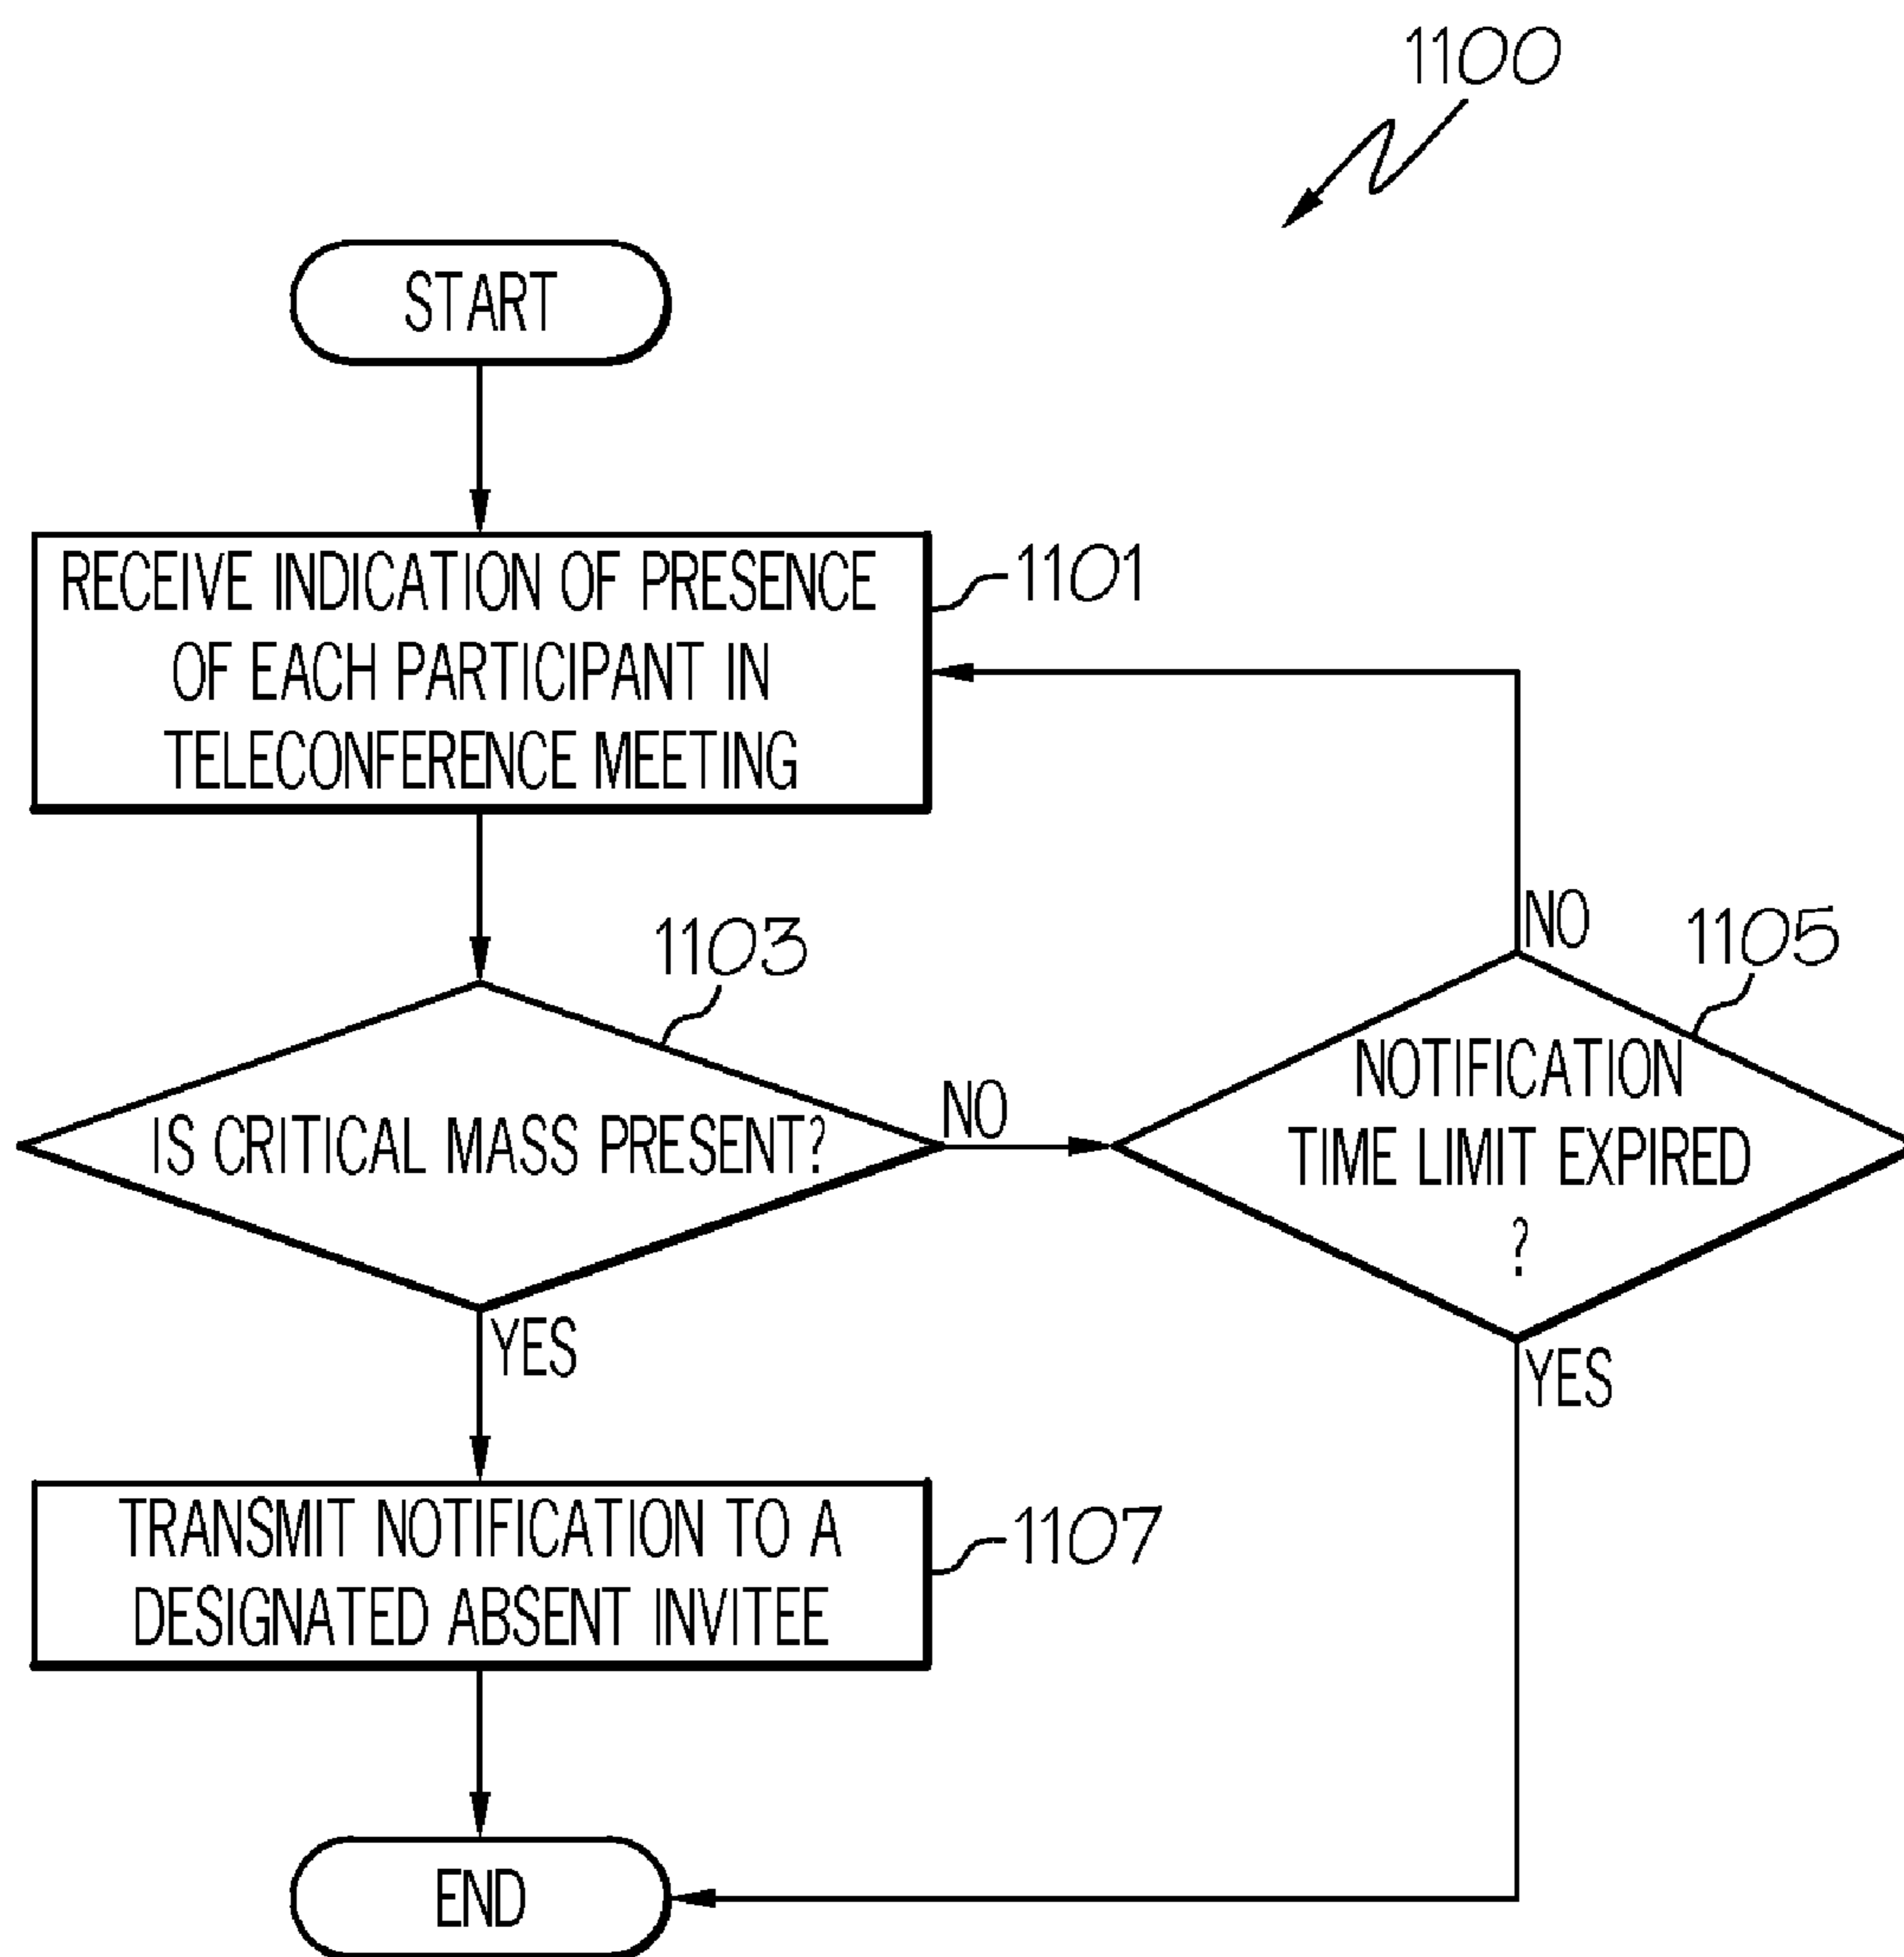 1100
START
RECEIVE INDICATION OF PRESENCE
OF EACH PARTICIPANT IN
TELECONFERENCE MEETING
1101
1103
IS CRITICAL MASS PRESENT?
NO
YES
NO
1105
NOTIFICATION
TIME LIMIT EXPIRED
?
YES
TRANSMIT NOTIFICATION TO A
DESIGNATED ABSENT INVITEE
1107
END